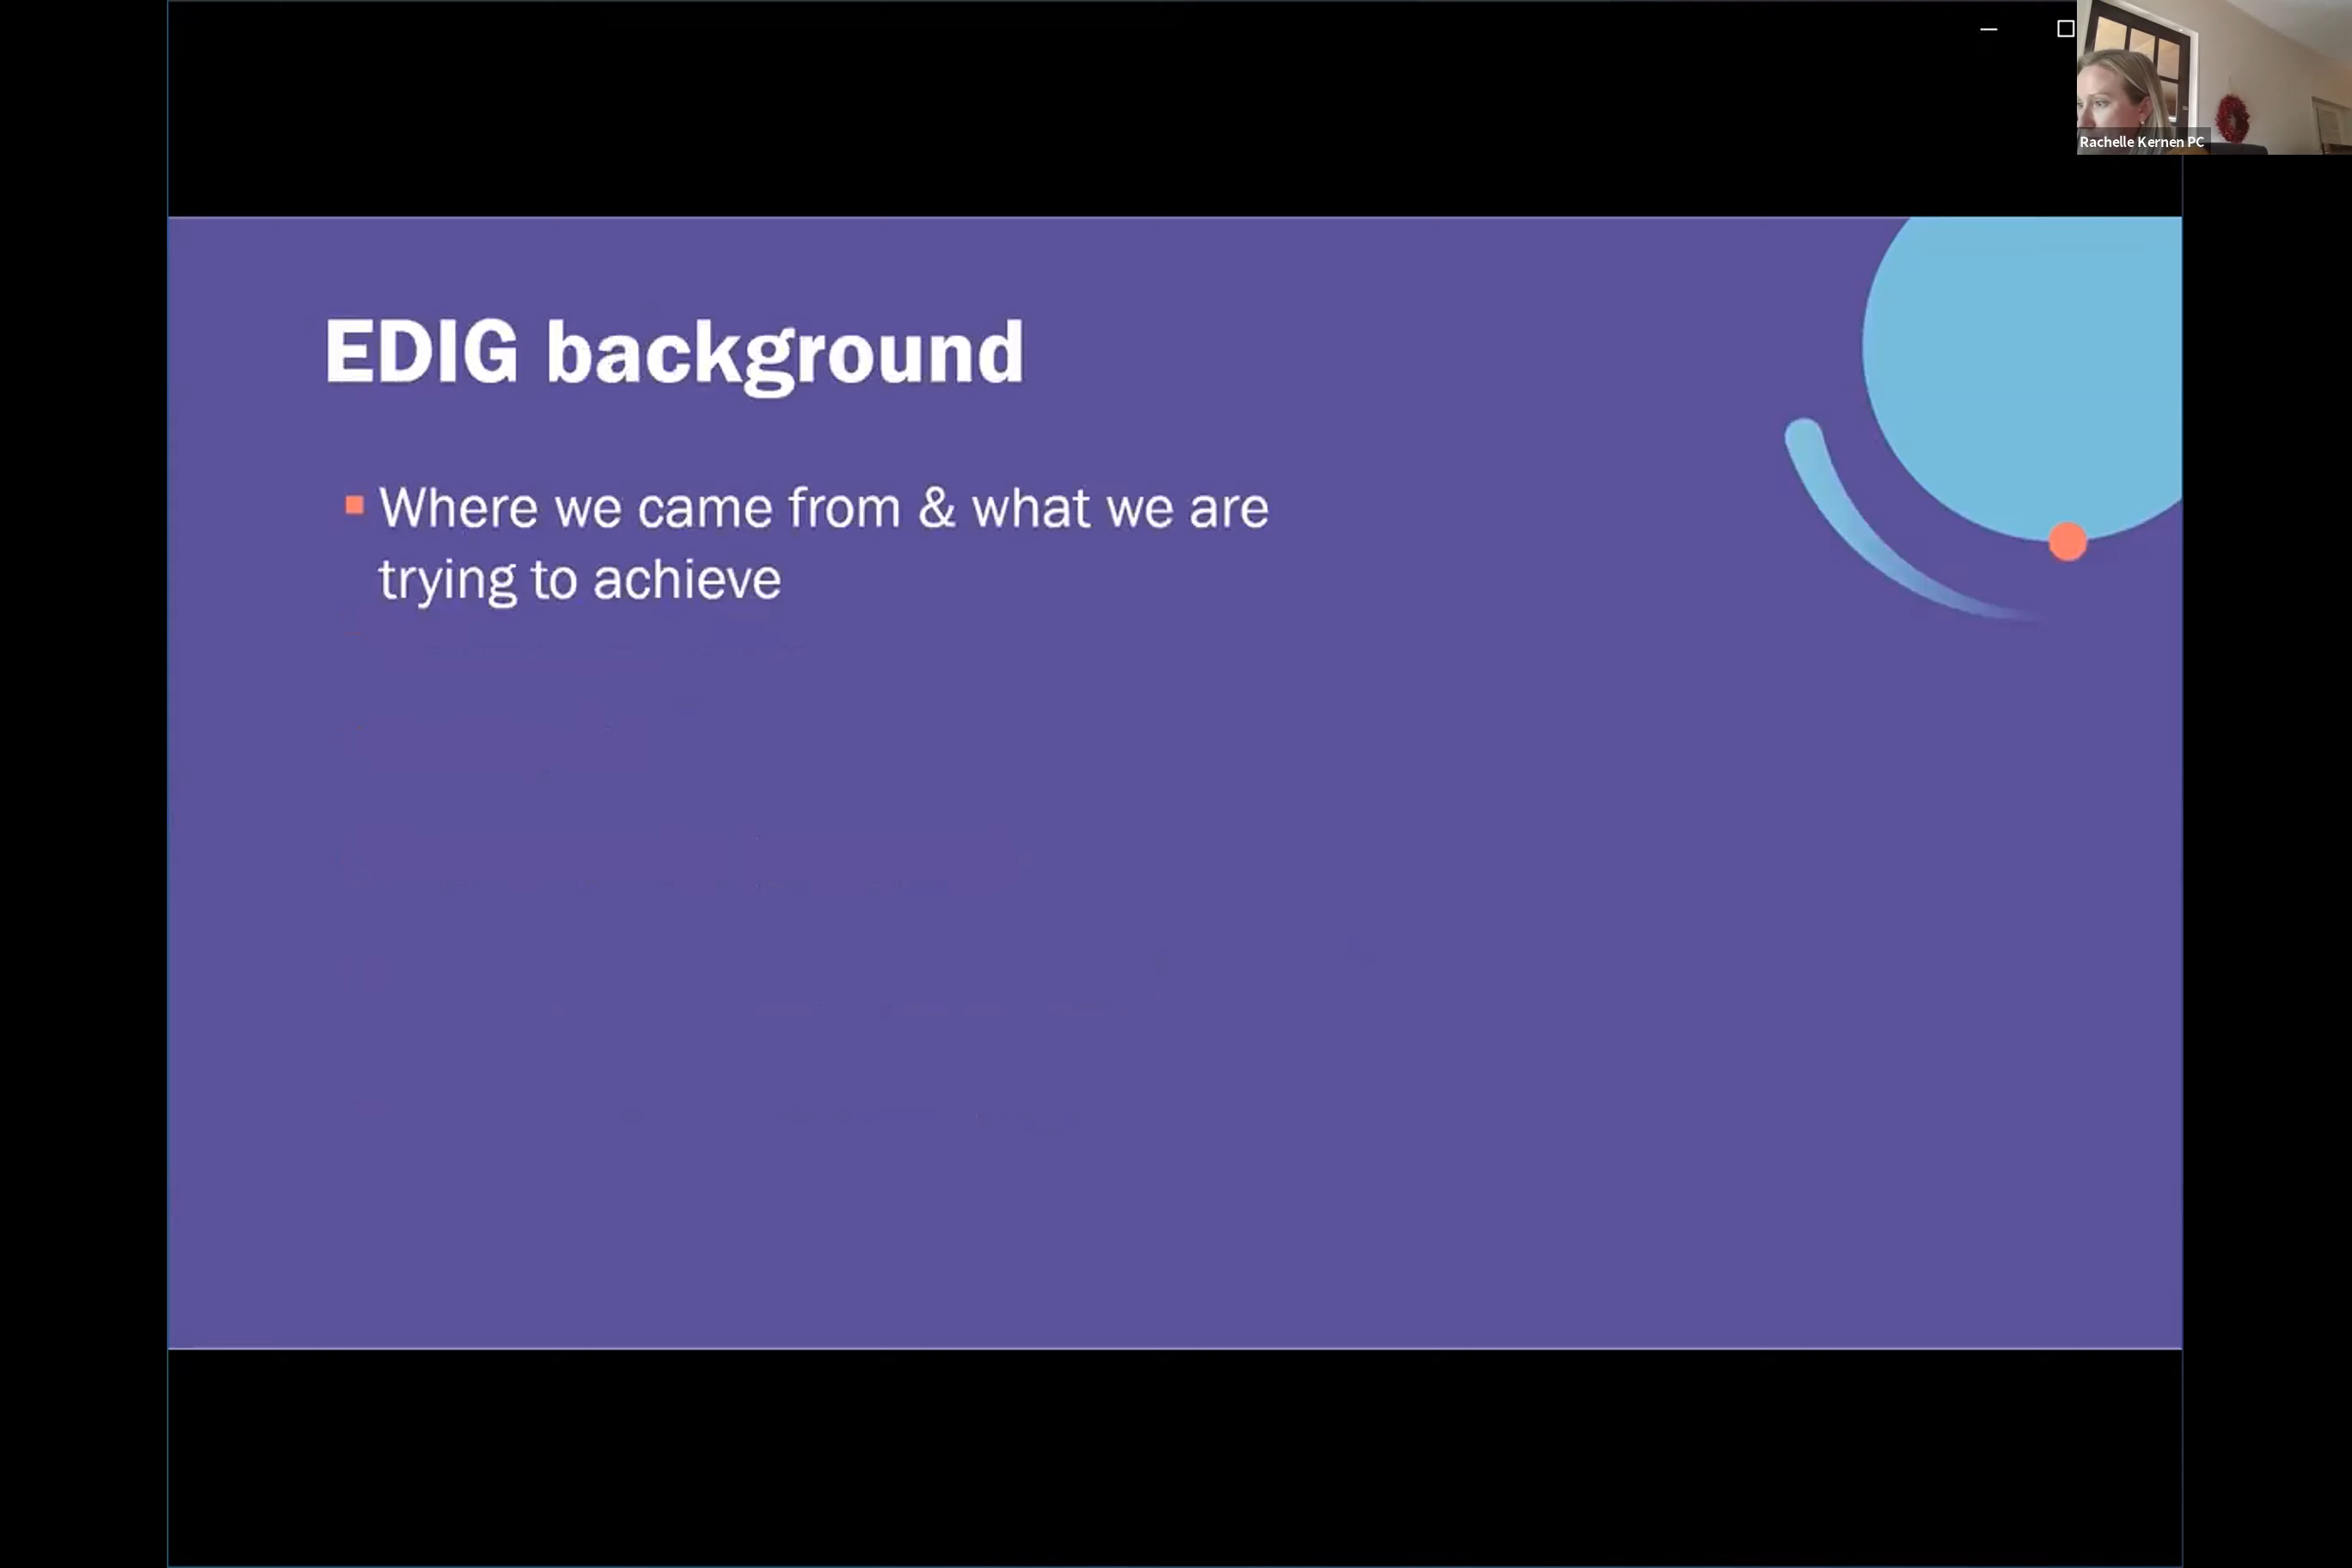 Rachelle Kernen PC
EDIG background
Where we came from & what we are
trying to achieve